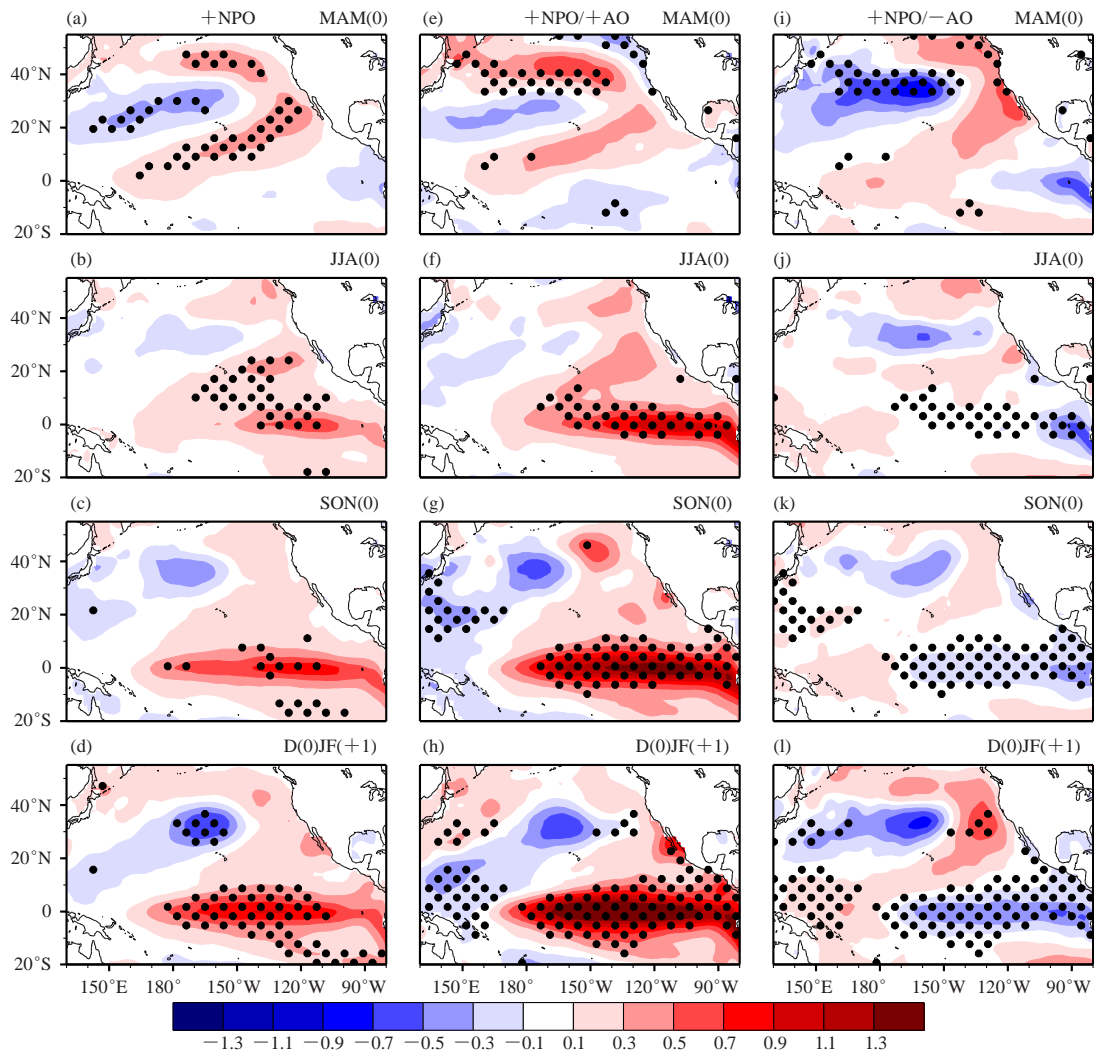 (a) +NPO MAM(0) (e) +NPO/+AO MAM(0) (i) +NPO/−AO MAM(0)
40°N
20°N
0
20°S
(b) JJA(0) (f) JJA(0) (j) JJA(0)
40°N
20°N
0
20°S
(c) SON(0) (g) SON(0) (k) SON(0)
40°N
20°N
0
20°S
(d) D(0)JF(+1) (h) D(0)JF(+1) (l) D(0)JF(+1)
40°N
20°N
0
20°S
150°E 180° 150°W 120°W 90°W 150°E 180° 150°W 120°W 90°W 150°E 180° 150°W 120°W 90°W
−1.3 −1.1 −0.9 −0.7 −0.5 −0.3 −0.1 0.1 0.3 0.5 0.7 0.9 1.1 1.3